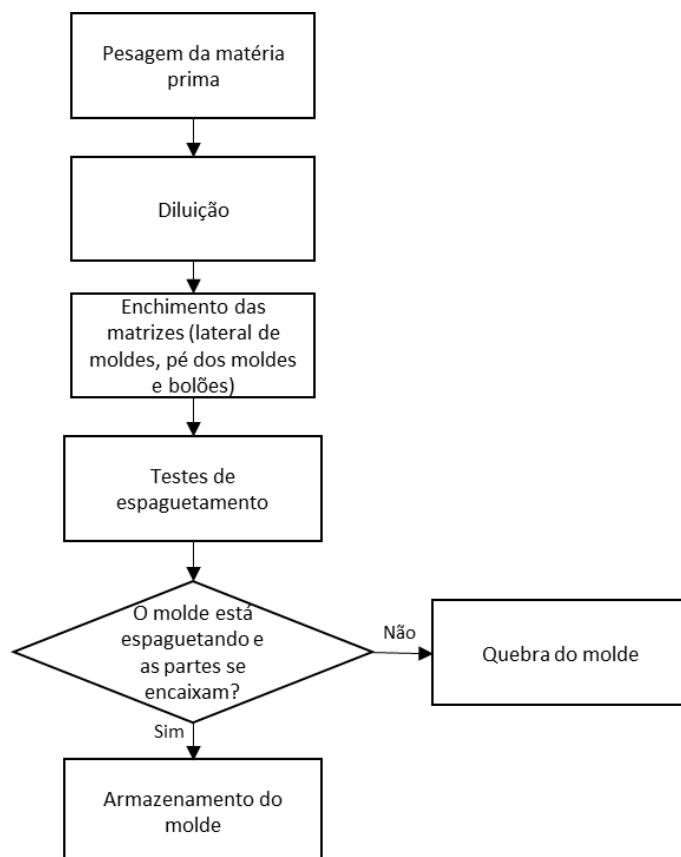 Pesagem da matéria
prima
Diluição
Enchimento das
matrizes (lateral de
moldes, pé dos moldes
e bolões)
Testes de
espaguetamento
O molde está
espaguetando e
as partes se
encaixam?
Não
Quebra do molde
Sim
Armazenamento do
molde